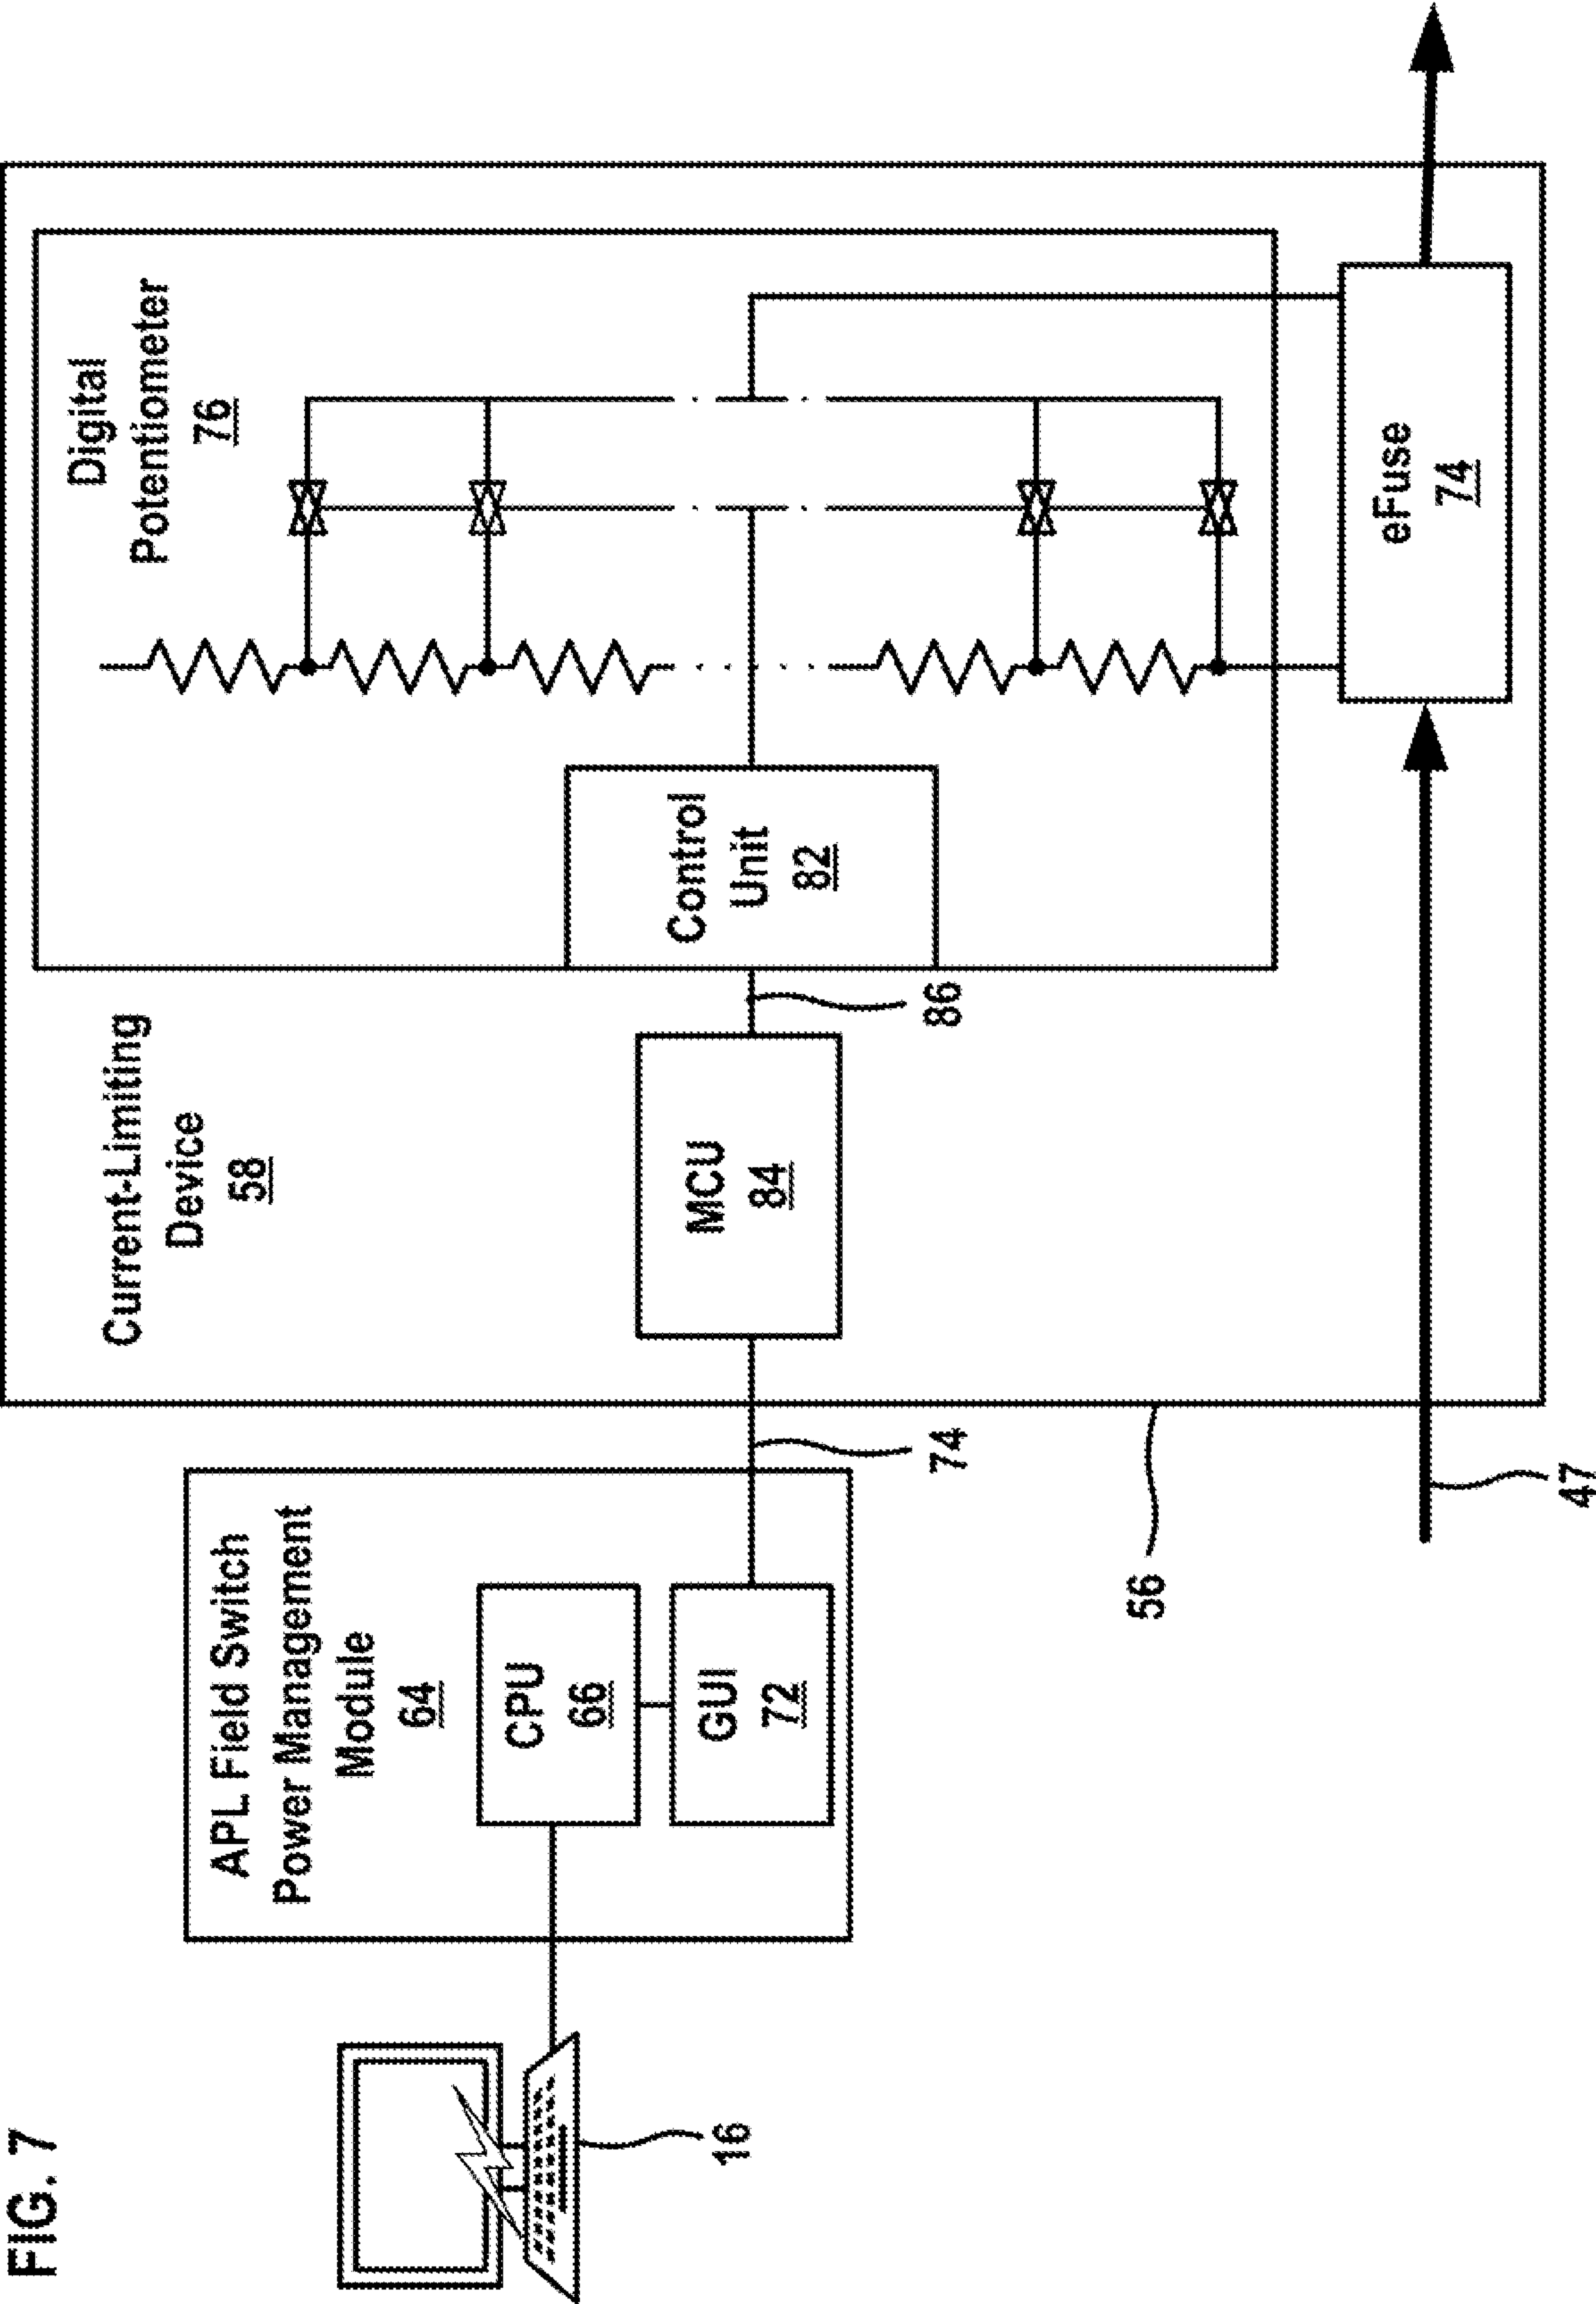 FIG. 7
16
APL Field Switch
Power Management
Module
64
CPU
66
GUI
72
74
56
47
Current-Limiting
Device
58
MCU
84
86
Digital
Potentiometer
76
Control
Unit
82
eFuse
74